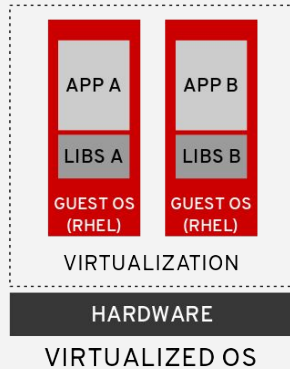 APP A
APP B
LIBS A
LIBS B
GUEST OS
(RHEL)
GUEST OS
(RHEL)
VIRTUALIZATION
HARDWARE
VIRTUALIZED OS